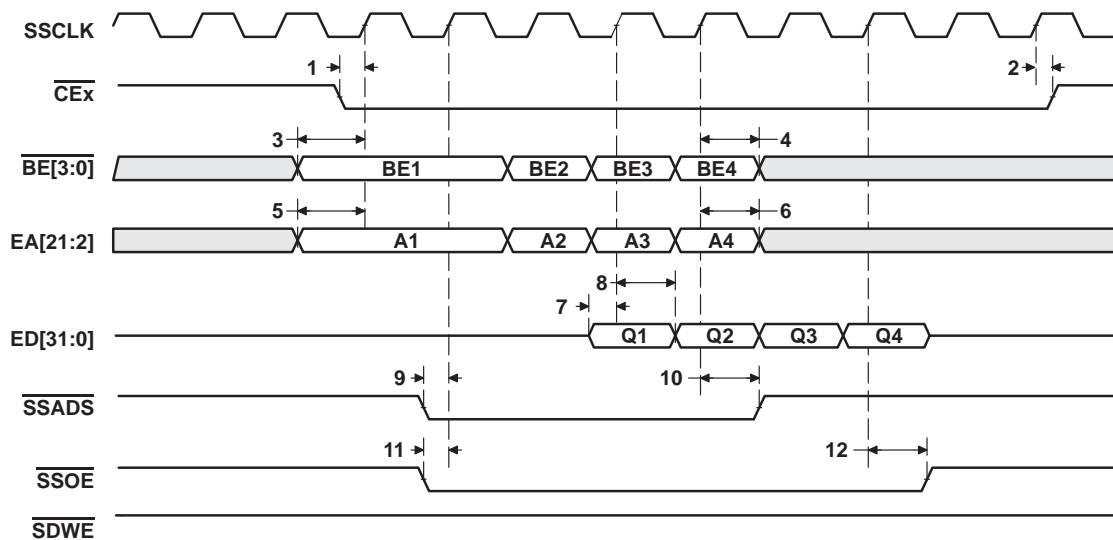 SSCLK
1
2
CEx
3
4
BE[3:0]
BE1
BE2
BE3
BE4
5
6
EA[21:2]
A1
A2
A3
A4
8
7
ED[31:0]
Q1
Q2
Q3
Q4
9
10
SSADS
11
12
SSOE
SDWE